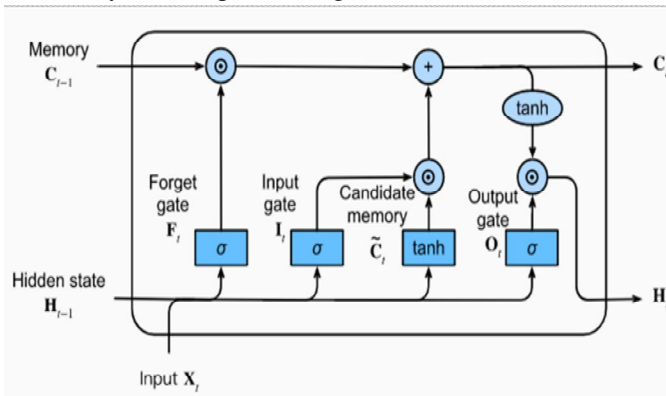 Memory
C_{t-1}
tanh
C_t
Forget
gate
F_t
Input
gate
I_t
Candidate
memory
C̃_t
Output
gate
O_t
σ
σ
tanh
σ
Hidden state
H_{t-1}
H
Input X_t